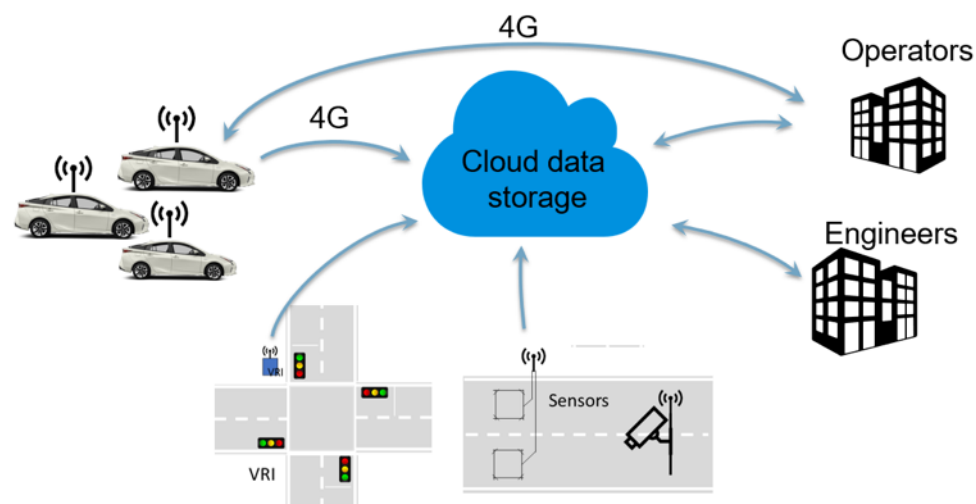 4G
Operators
4G
Cloud data
storage
Engineers
VRI
Sensors
VRI